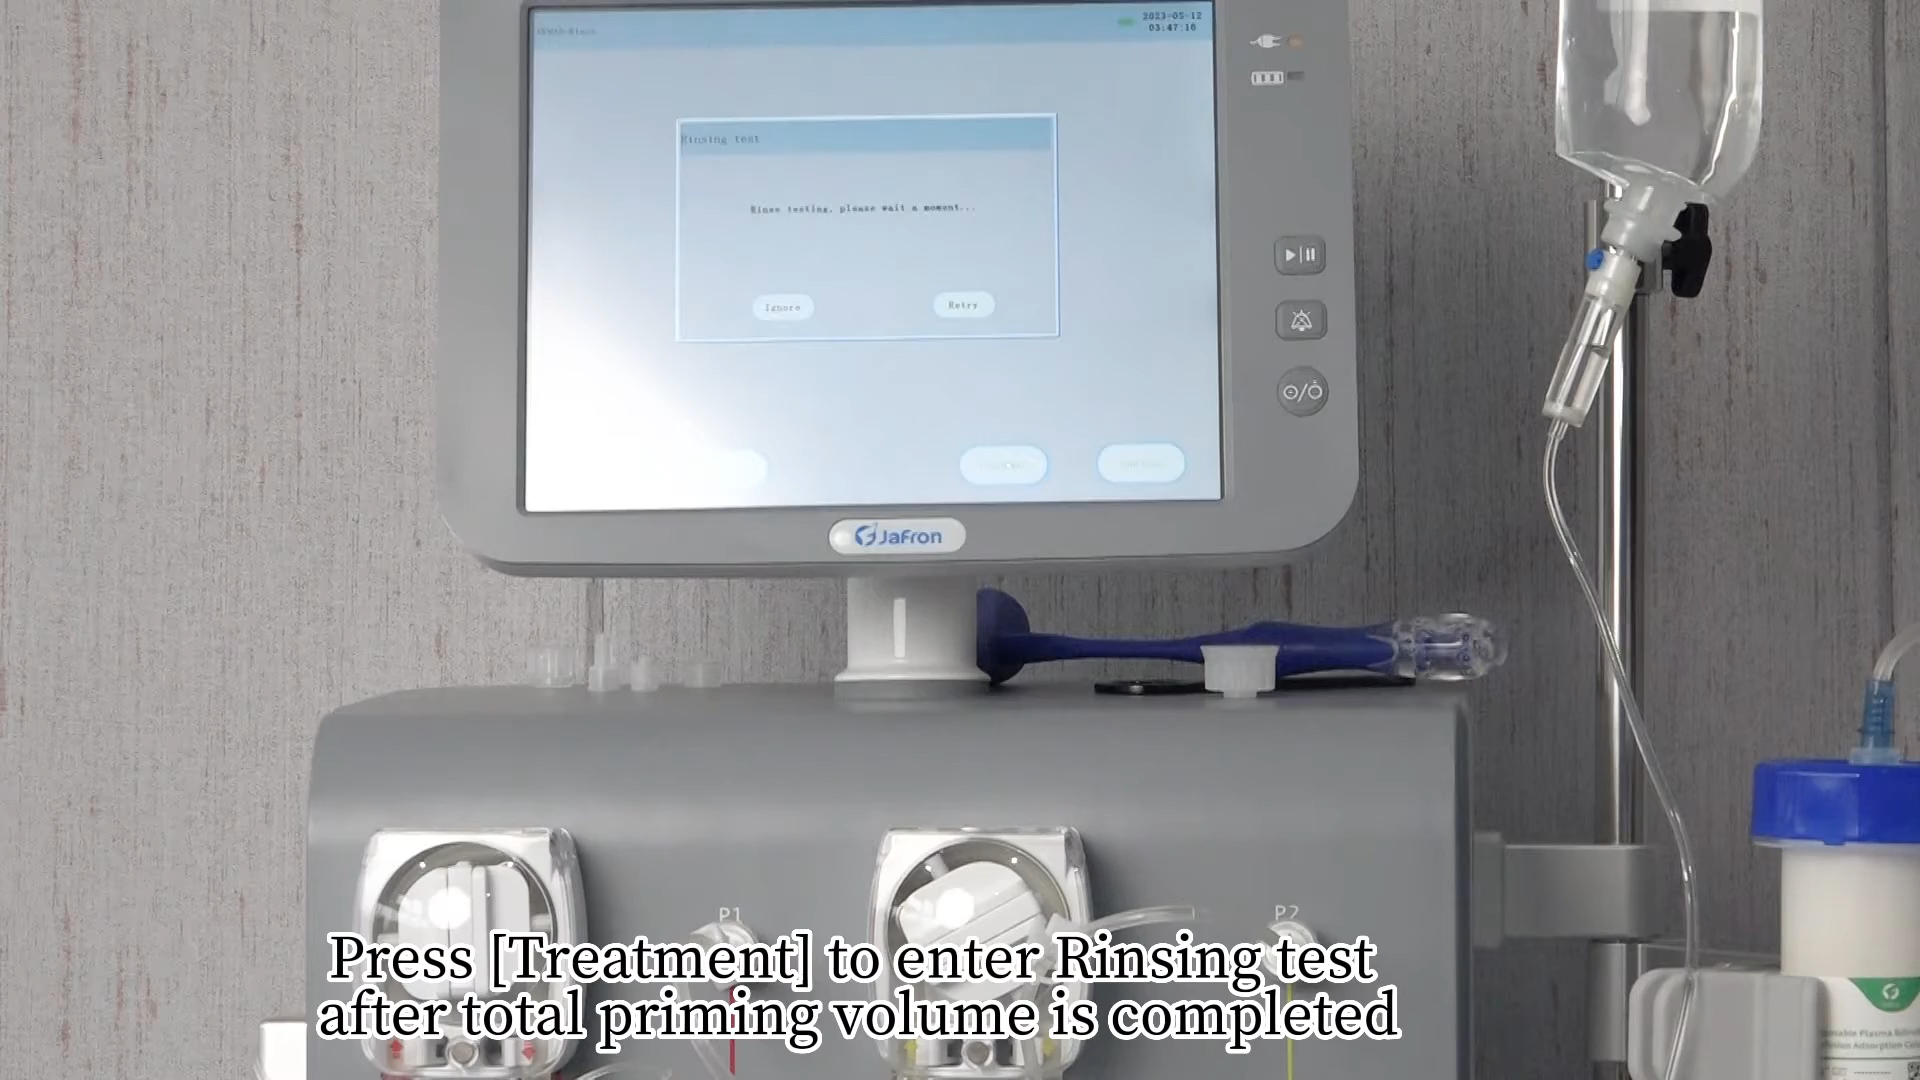 2023-05-12
03:47:16
Rinsing test
Rinse testing, please wait a moment...
Ignore
Retry
Jafron
P1
P2
Press [Treatment] to enter Rinsing test
after total priming volume is completed